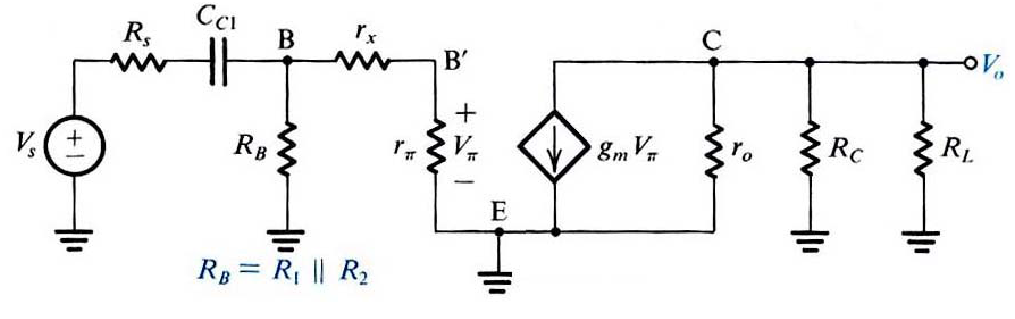 R_s
C_C1
B
r_x
B′
C
V_o
V_s
+
−
R_B
r_π
+
V_π
−
g_m V_π
r_o
R_C
R_L
E
R_B = R_1 || R_2